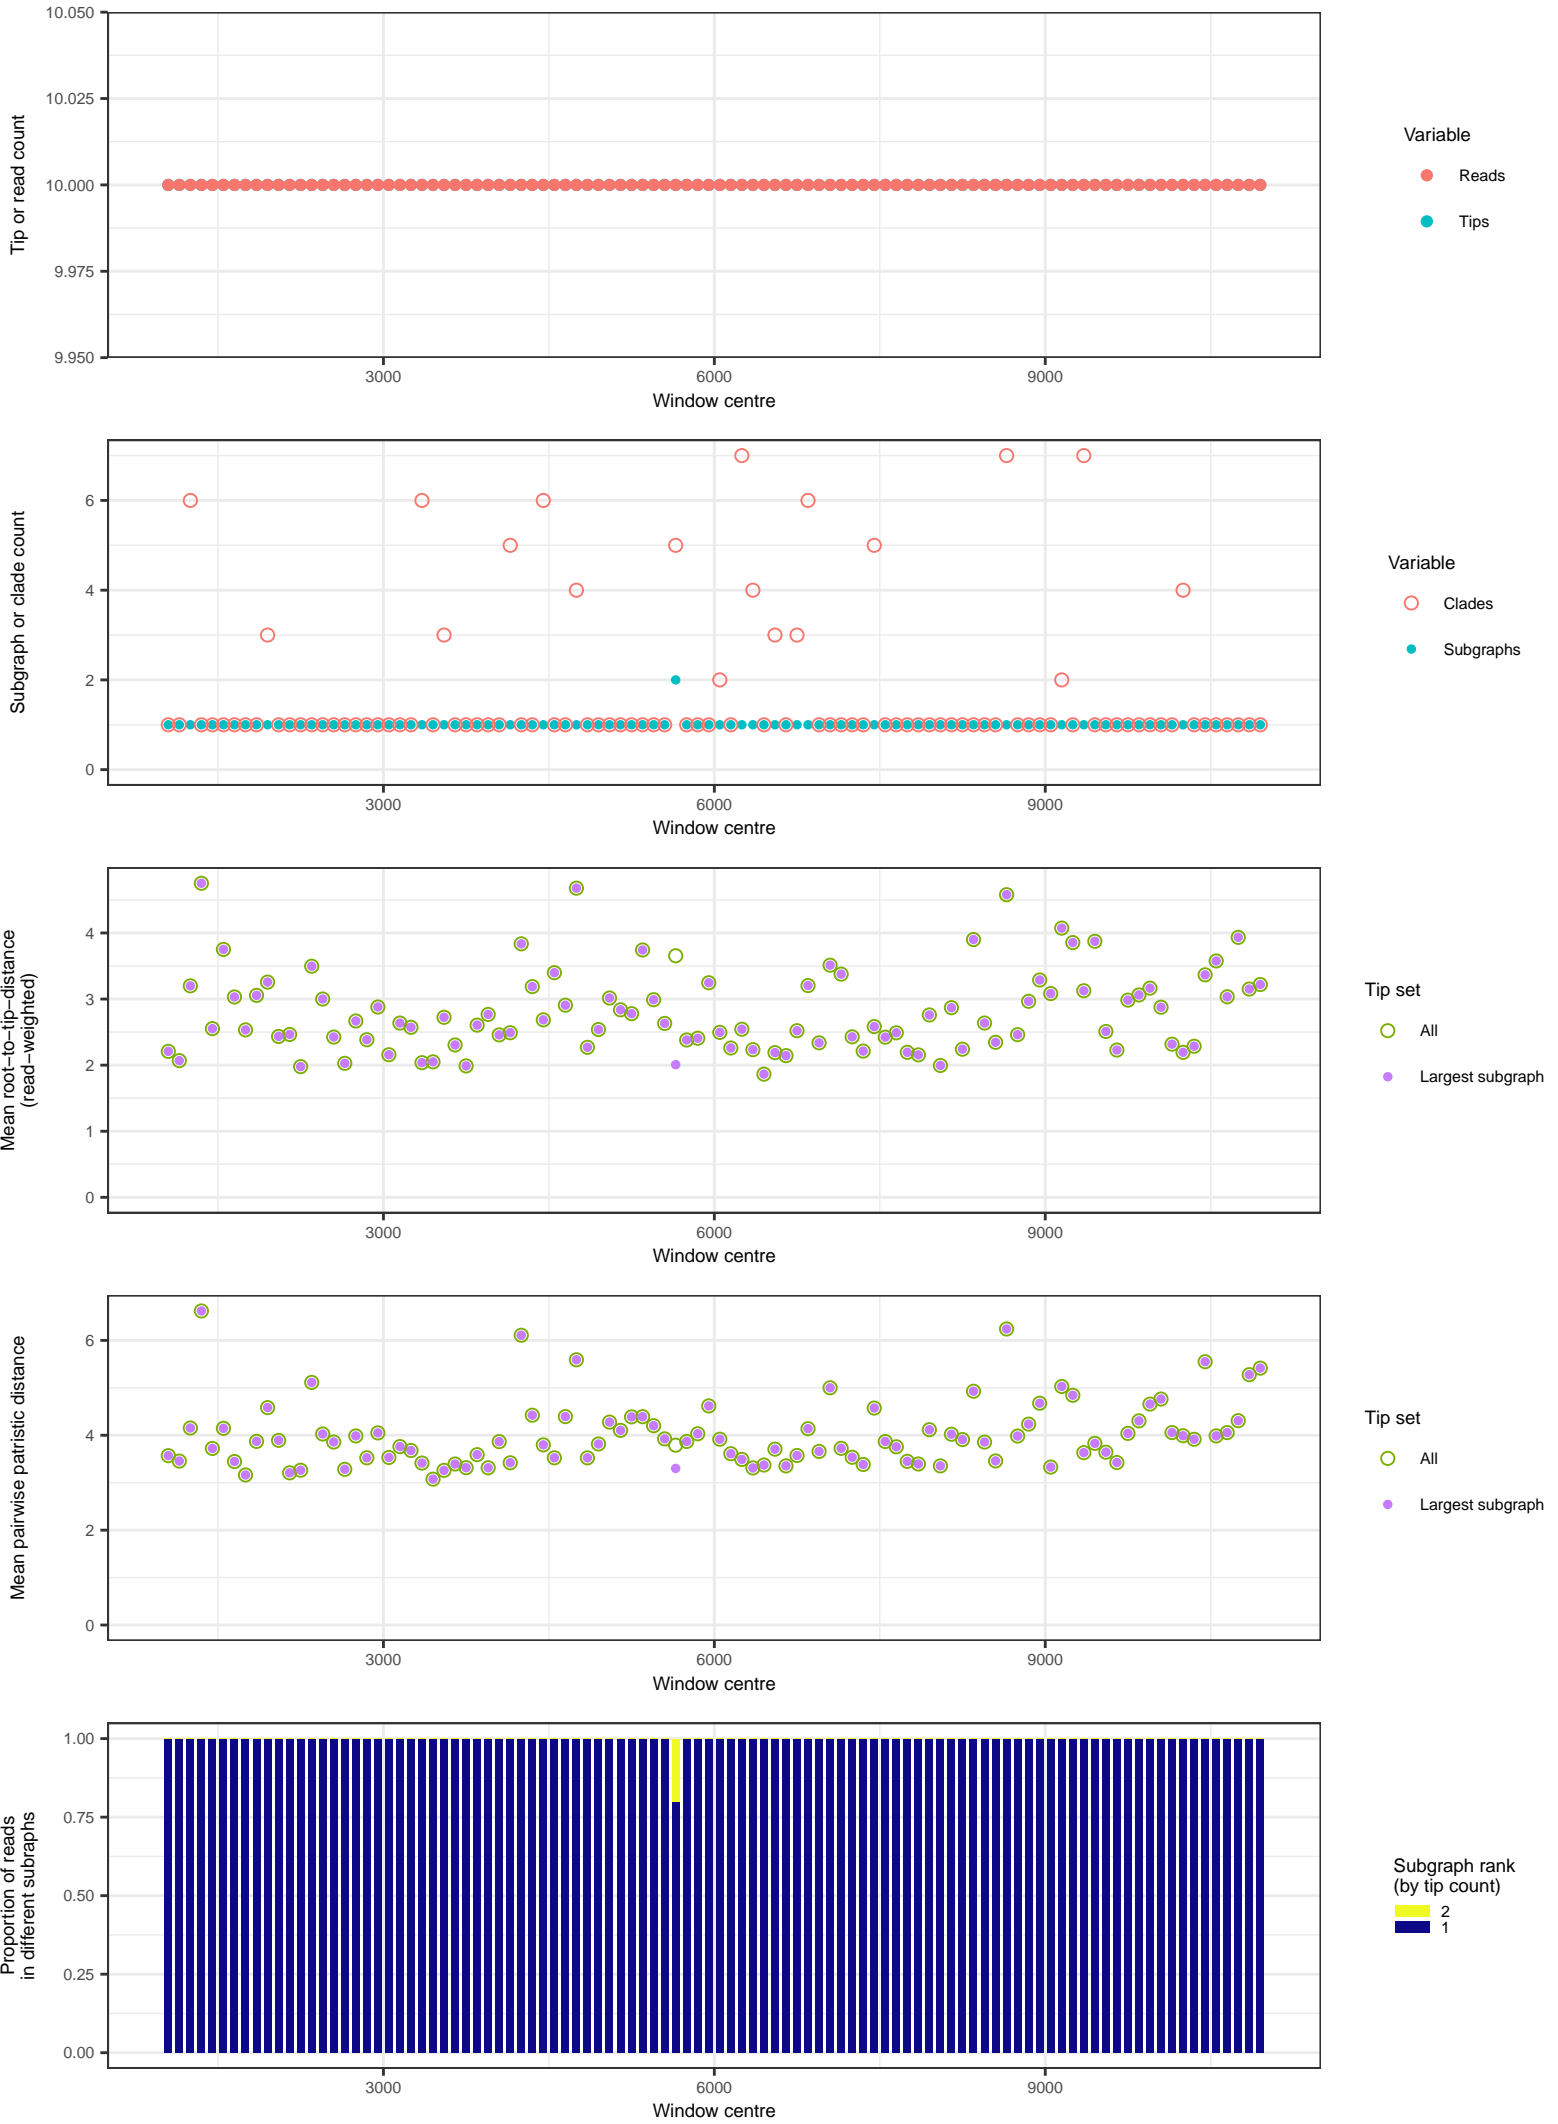 10.050
10.025
10.000
9.975
9.950
Tip or read count
3000 6000 9000
Window centre
Variable
Reads
Tips
6
4
2
0
Subgraph or clade count
3000 6000 9000
Window centre
Variable
Clades
Subgraphs
4
3
2
1
0
Mean root−to−tip−distance
(read−weighted)
3000 6000 9000
Window centre
Tip set
All
Largest subgraph
6
4
2
0
Mean pairwise patristic distance
3000 6000 9000
Window centre
Tip set
All
Largest subgraph
1.00
0.75
0.50
0.25
0.00
Proportion of reads
in different subraphs
3000 6000 9000
Window centre
Subgraph rank
(by tip count)
2
1